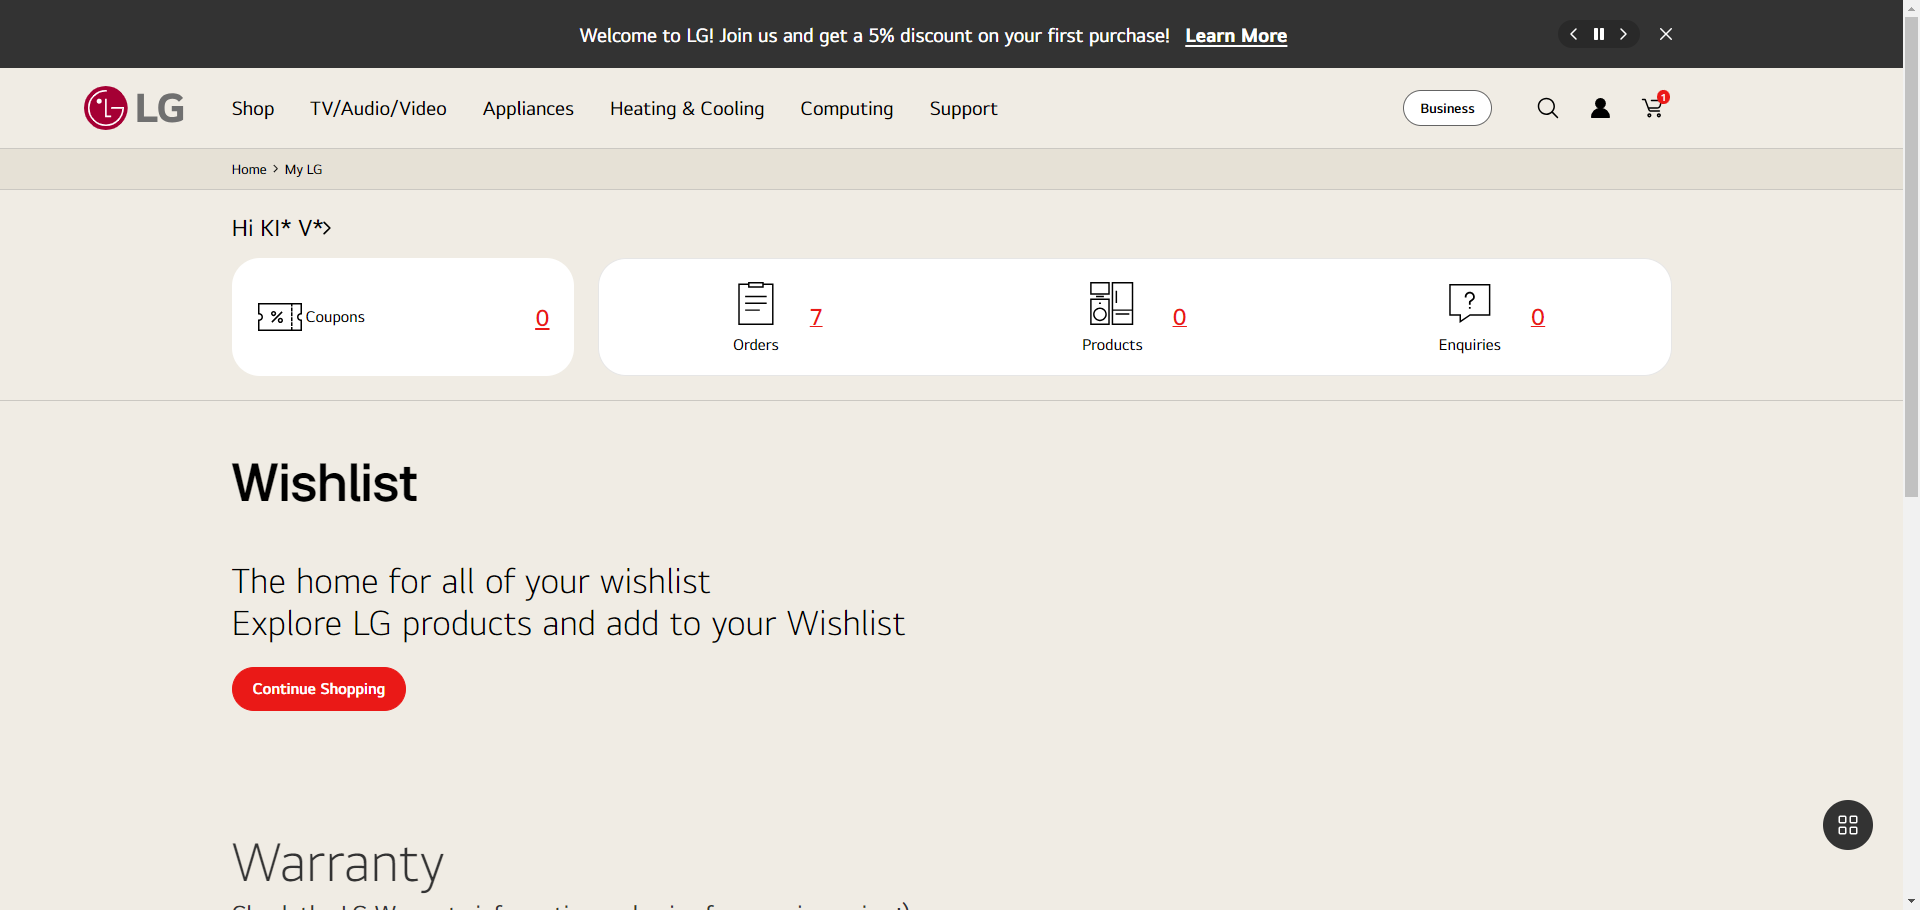 Welcome to LG! Join us and get a 5% discount on your first purchase! Learn More
LG
Shop TV/Audio/Video Appliances Heating & Cooling Computing Support Business 1
Home > My LG
Hi KI* V*>
% Coupons 0
7
0
? 0
Orders Products Enquiries
Wishlist
The home for all of your wishlist
Explore LG products and add to your Wishlist
Continue Shopping
Warranty